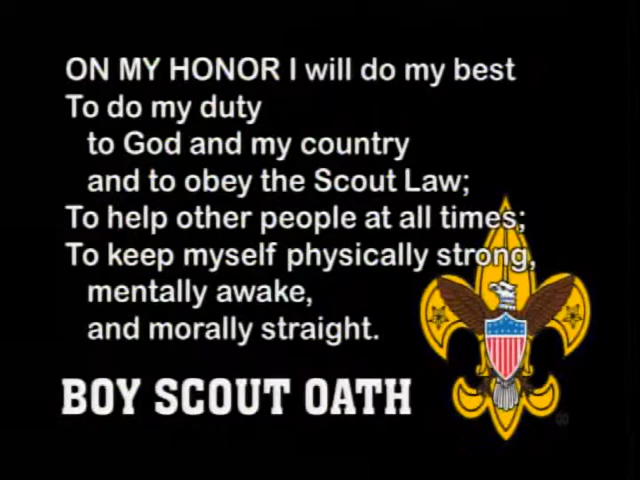 ON MY HONOR I will do my best
To do my duty
to God and my country
and to obey the Scout Law;
To help other people at all times;
To keep myself physically strong,
mentally awake,
and morally straight.
BOY SCOUT OATH